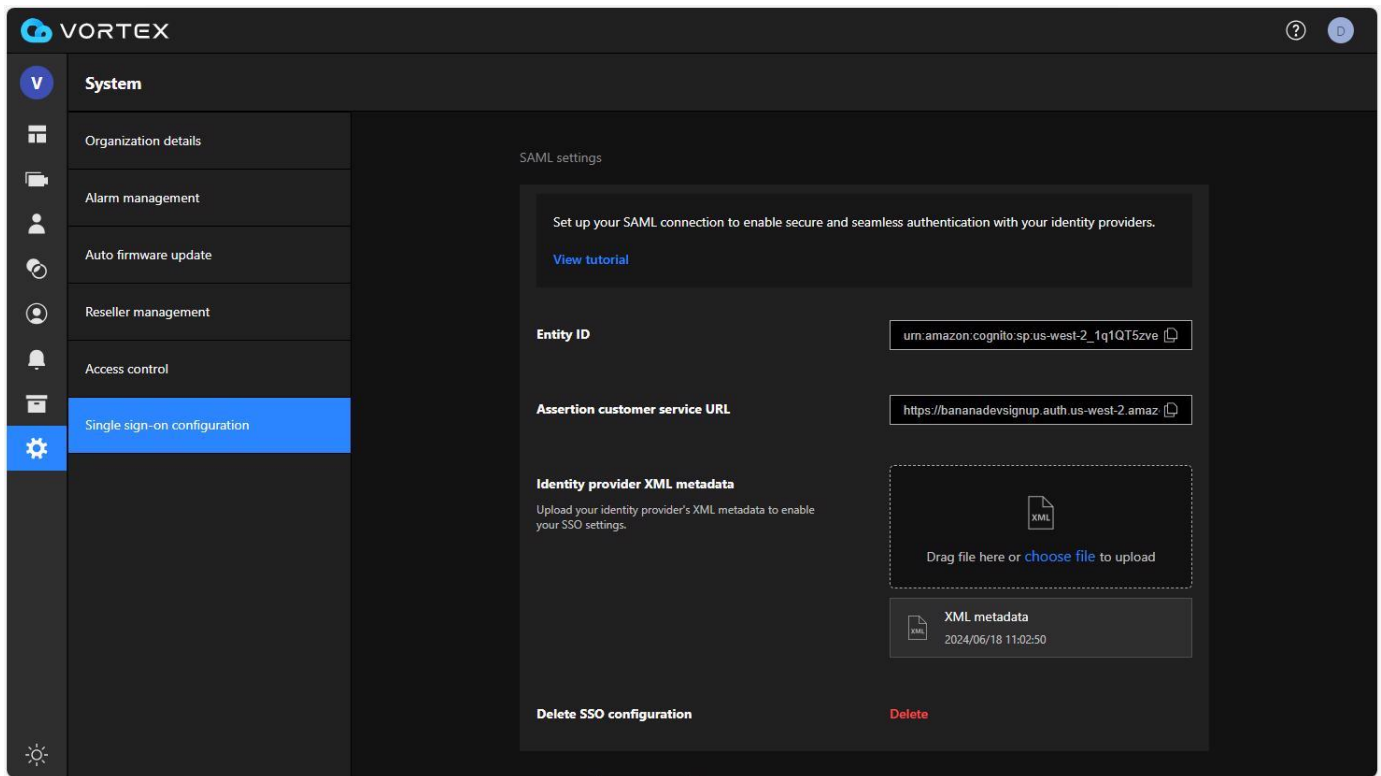 VORTEX
D
V
System
Organization details
Alarm management
Auto firmware update
Reseller management
Access control
Single sign-on configuration
SAML settings
Set up your SAML connection to enable secure and seamless authentication with your identity providers.
View tutorial
Entity ID
urn:amazon:cognito:sp:us-west-2_1q1QT5zve
Assertion customer service URL
https://bananadevsignup.auth.us-west-2.amaz
Identity provider XML metadata
Upload your identity provider's XML metadata to enable
your SSO settings.
XML
Drag file here or choose file to upload
XML
XML metadata
2024/06/18 11:02:50
Delete SSO configuration
Delete